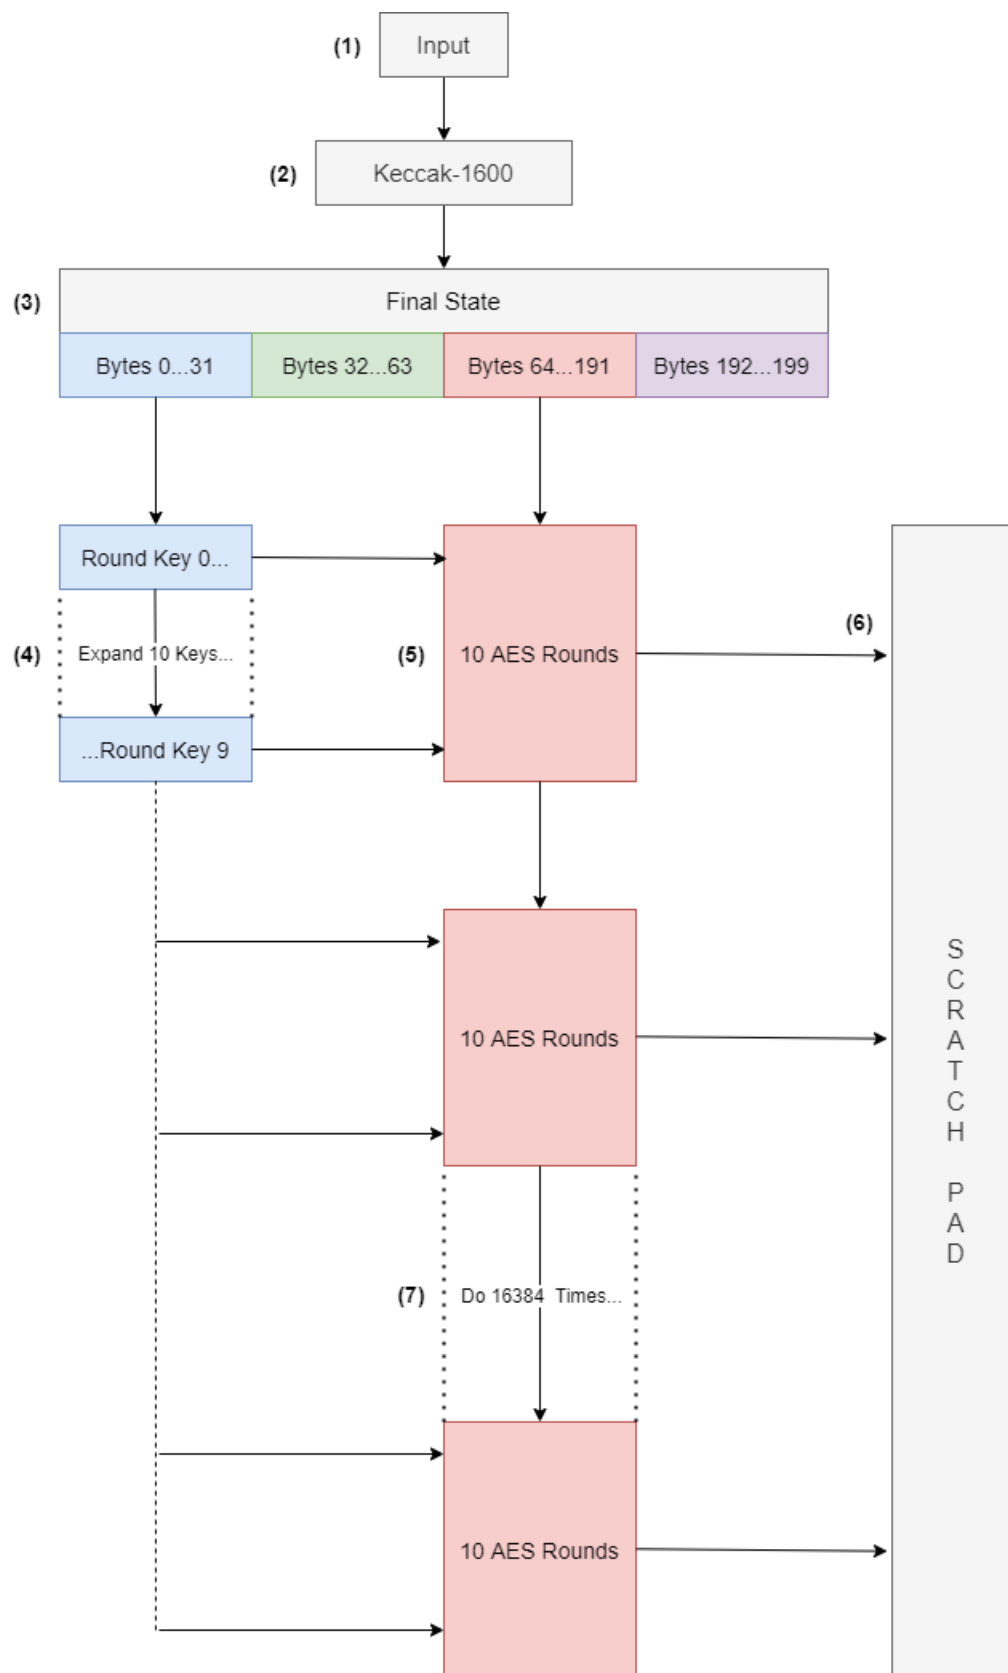 (1)
Input
(2)
Keccak-1600
(3)
Final State
Bytes 0...31
Bytes 32...63
Bytes 64...191
Bytes 192...199
Round Key 0...
(4)
Expand 10 Keys...
...Round Key 9
(5)
10 AES Rounds
(6)
10 AES Rounds
(7)
Do 16384 Times...
10 AES Rounds
S
C
R
A
T
C
H
P
A
D